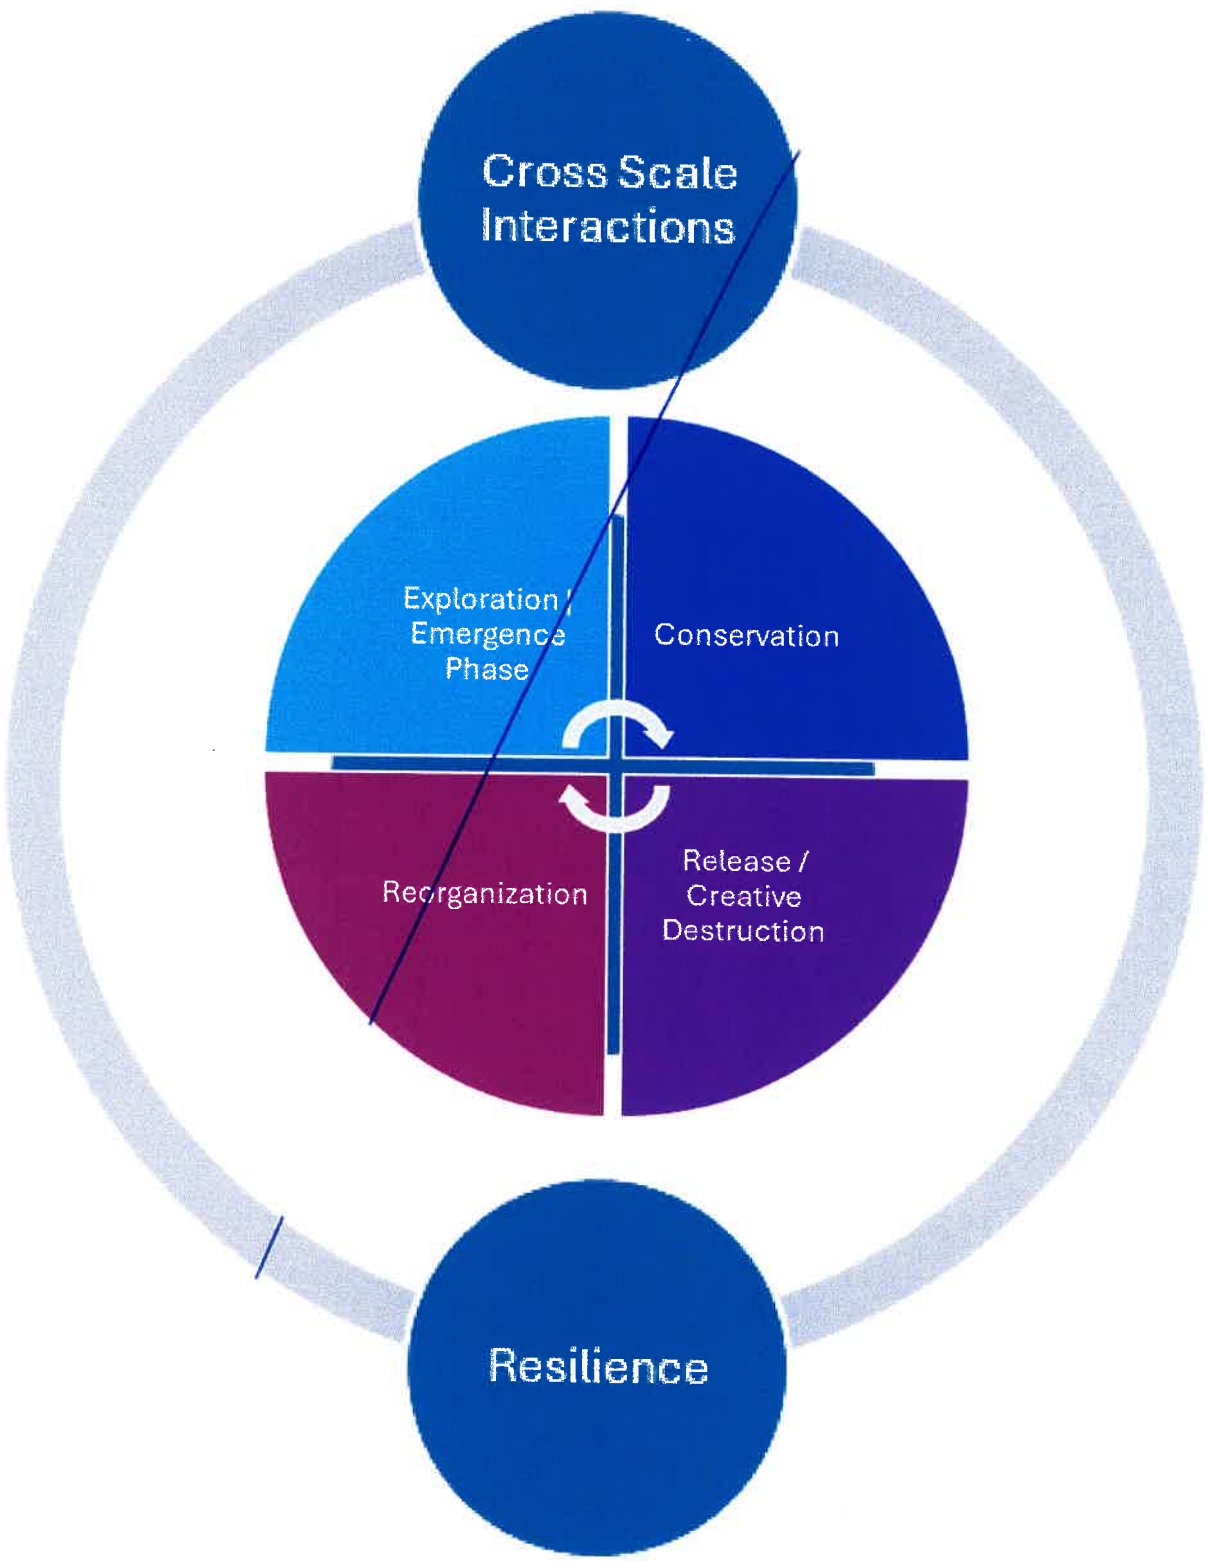 Cross Scale
Interactions
Exploration |
Emergence
Phase
Conservation
Reorganization
Release /
Creative
Destruction
Resilience